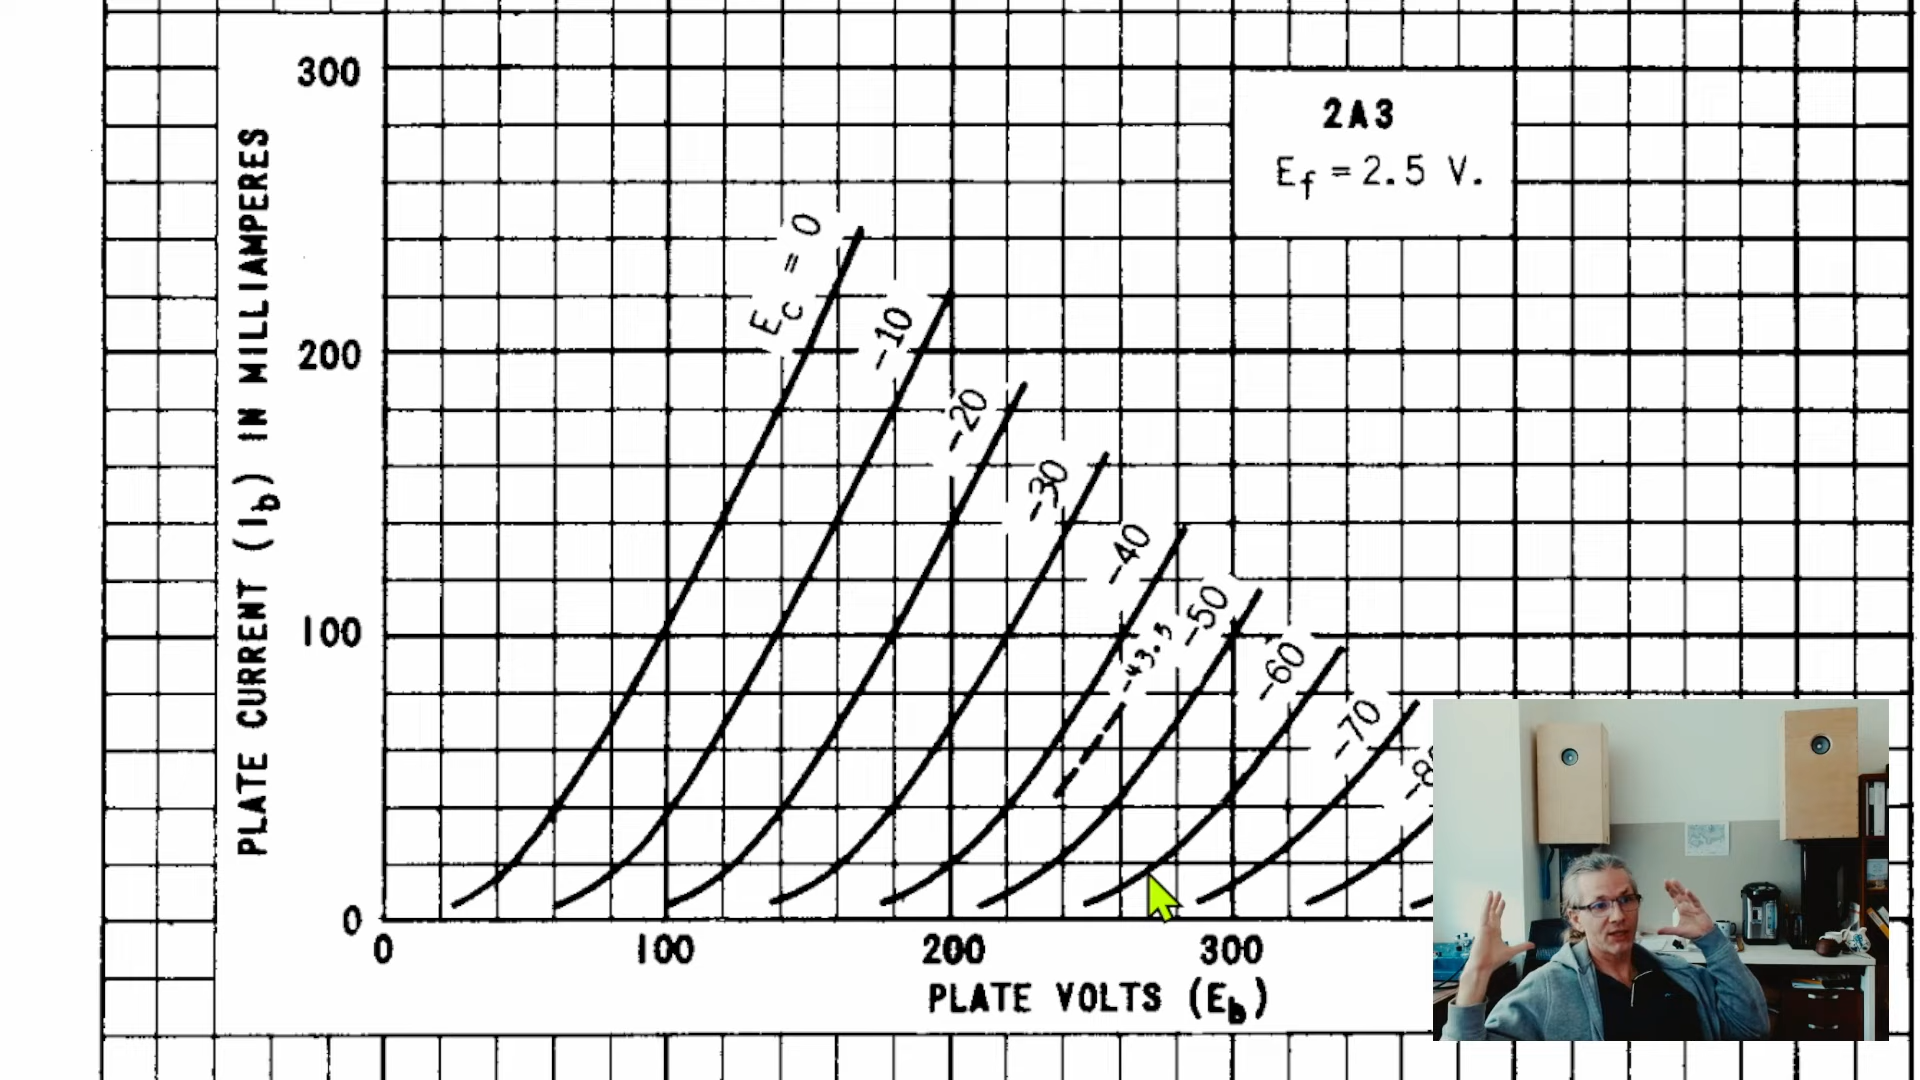 300
200
100
0
PLATE CURRENT (Ib) IN MILLIAMPERES
2A3
Ef = 2.5 V.
EC = 0
-10
-20
-30
-40
-43.5
-50
-60
-70
0 100 200 300
PLATE VOLTS (Eb)